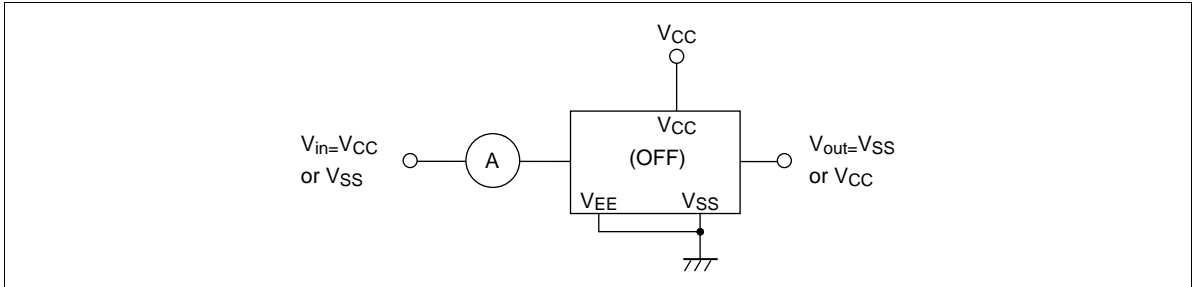 VCC
VCC
(OFF)
VEE VSS
Vin=VCC
or VSS
A
Vout=VSS
or VCC